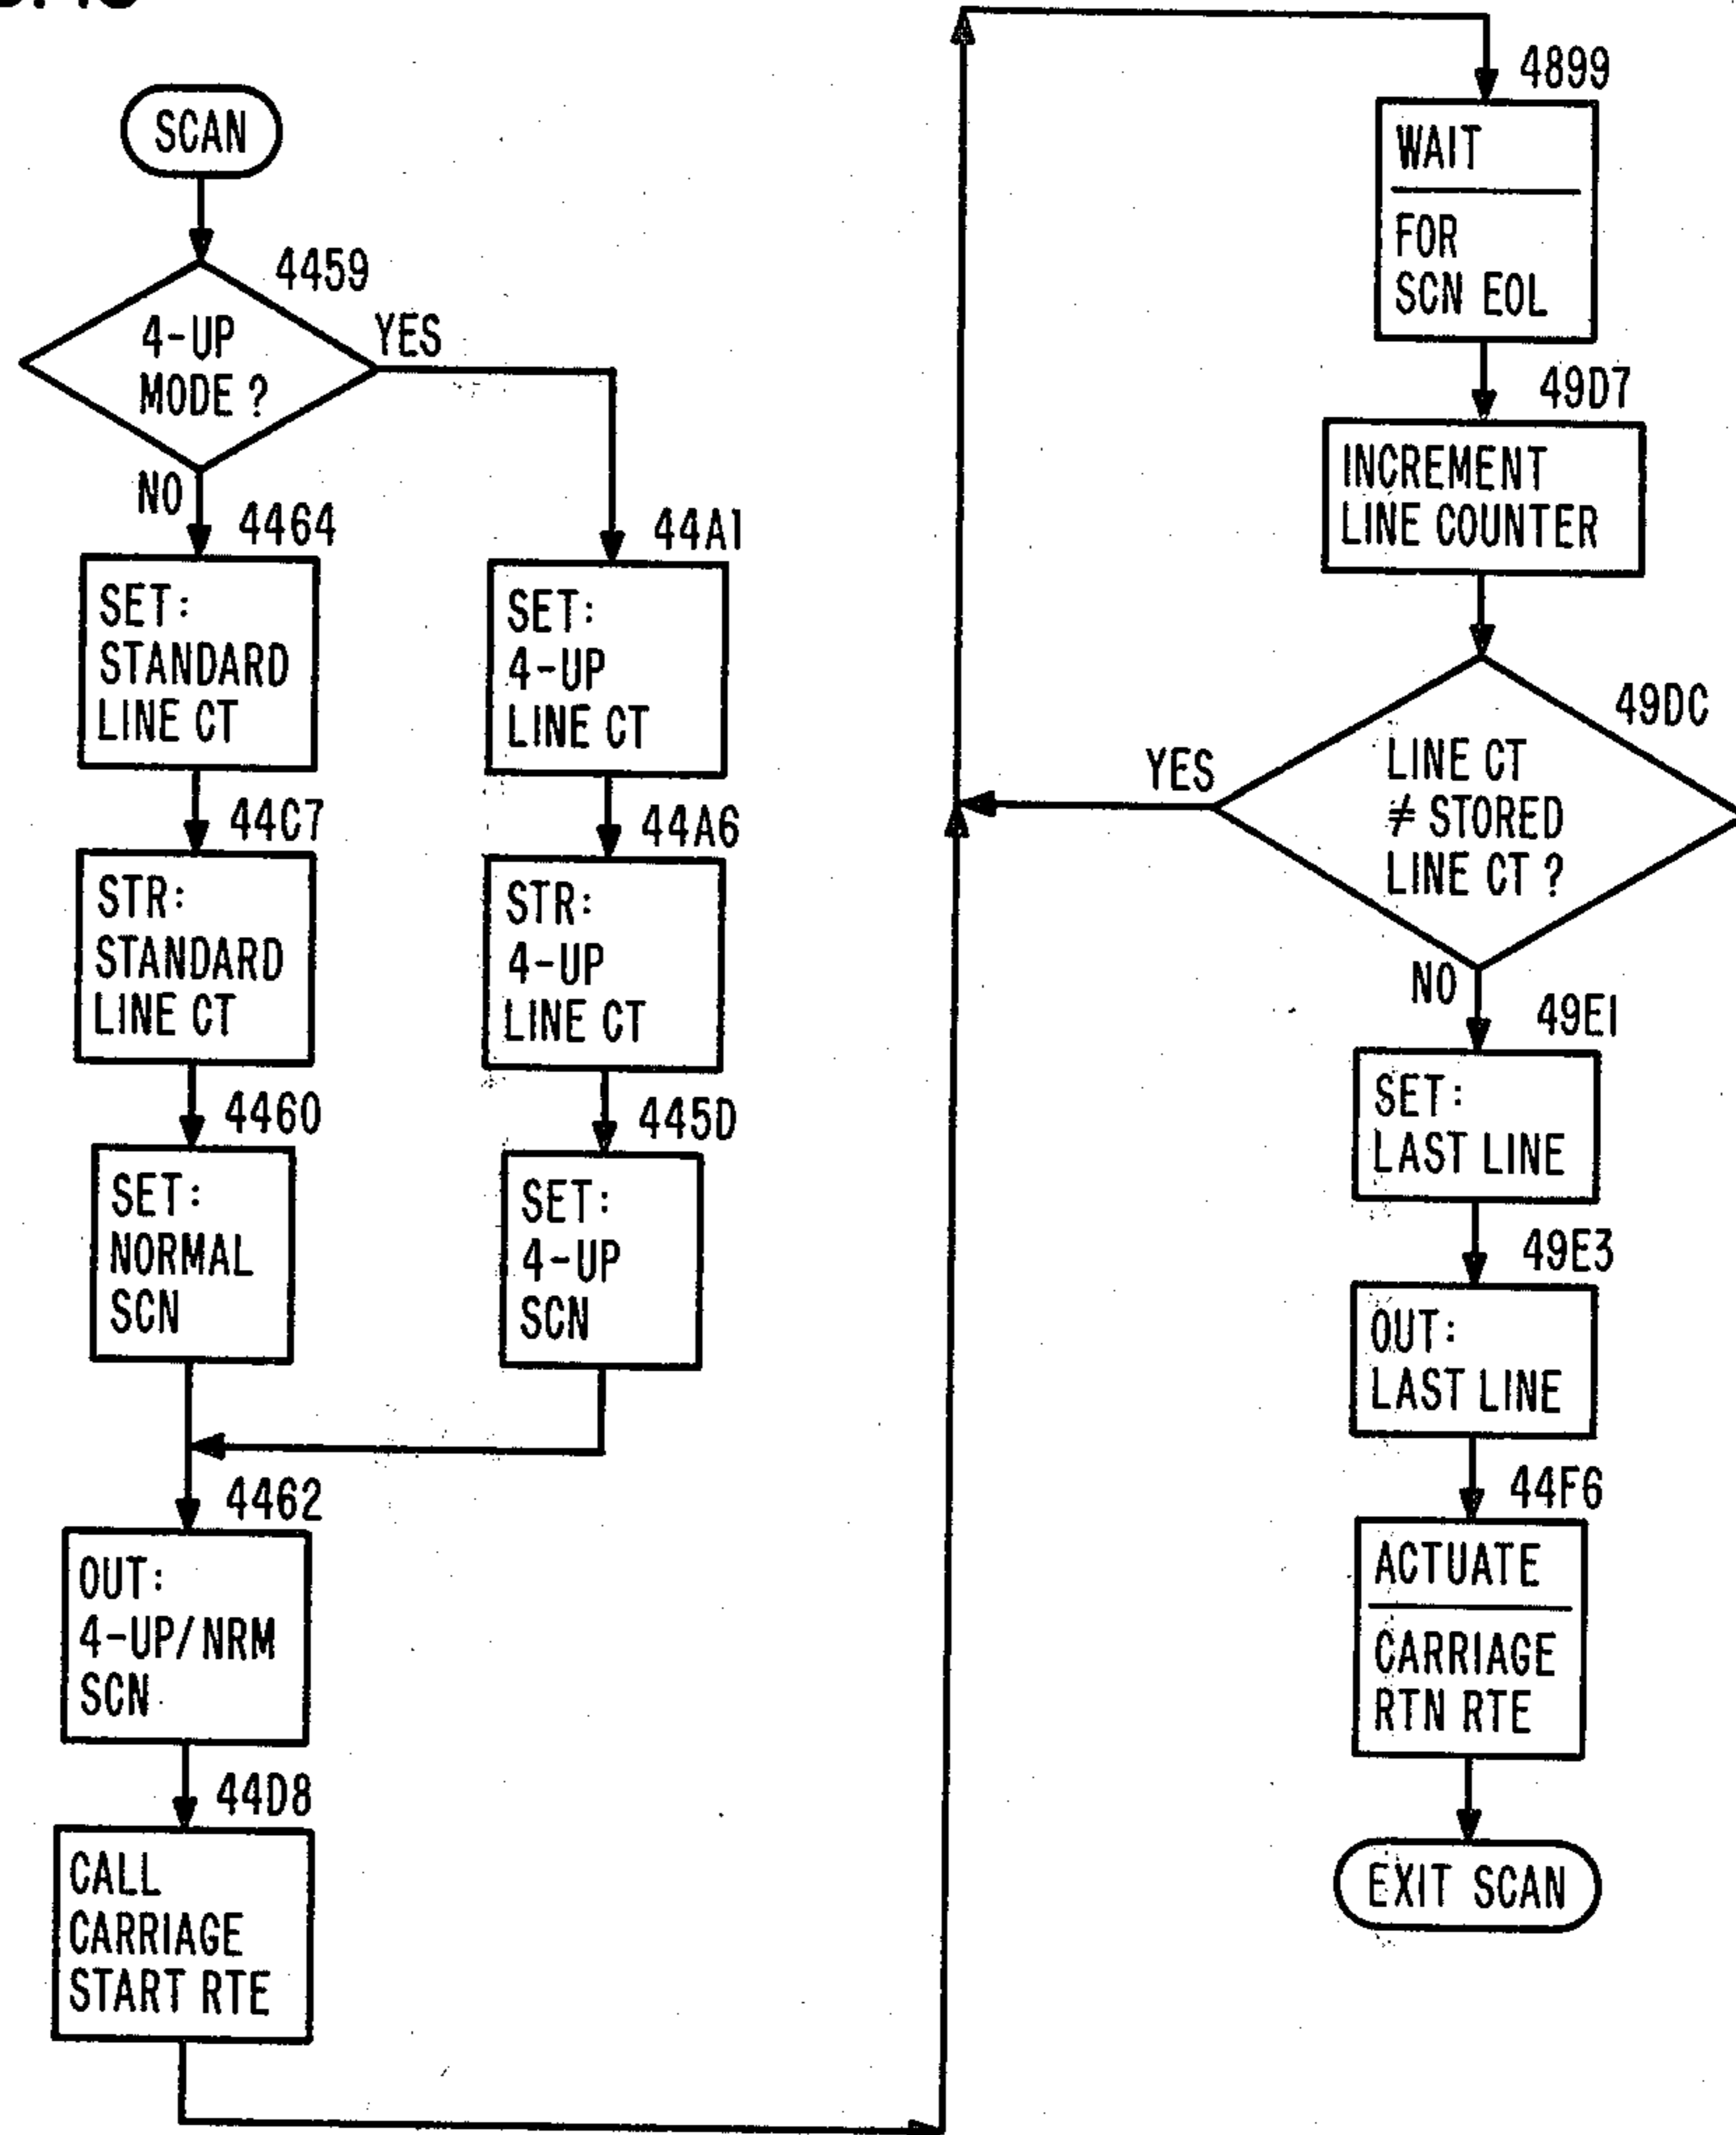 SCAN
4459
4-UP
MODE ?
YES
NO
4464
SET:
STANDARD
LINE CT
44C7
STR:
STANDARD
LINE CT
4460
SET:
NORMAL
SCN
44A1
SET:
4-UP
LINE CT
44A6
STR:
4-UP
LINE CT
445D
SET:
4-UP
SCN
4462
OUT:
4-UP/NRM
SCN
44D8
CALL
CARRIAGE
START RTE
4899
WAIT
FOR
SCN EOL
49D7
INCREMENT
LINE COUNTER
49DC
LINE CT
≠ STORED
LINE CT ?
YES
NO
49E1
SET:
LAST LINE
49E3
OUT:
LAST LINE
44F6
ACTUATE
CARRIAGE
RTN RTE
EXIT SCAN